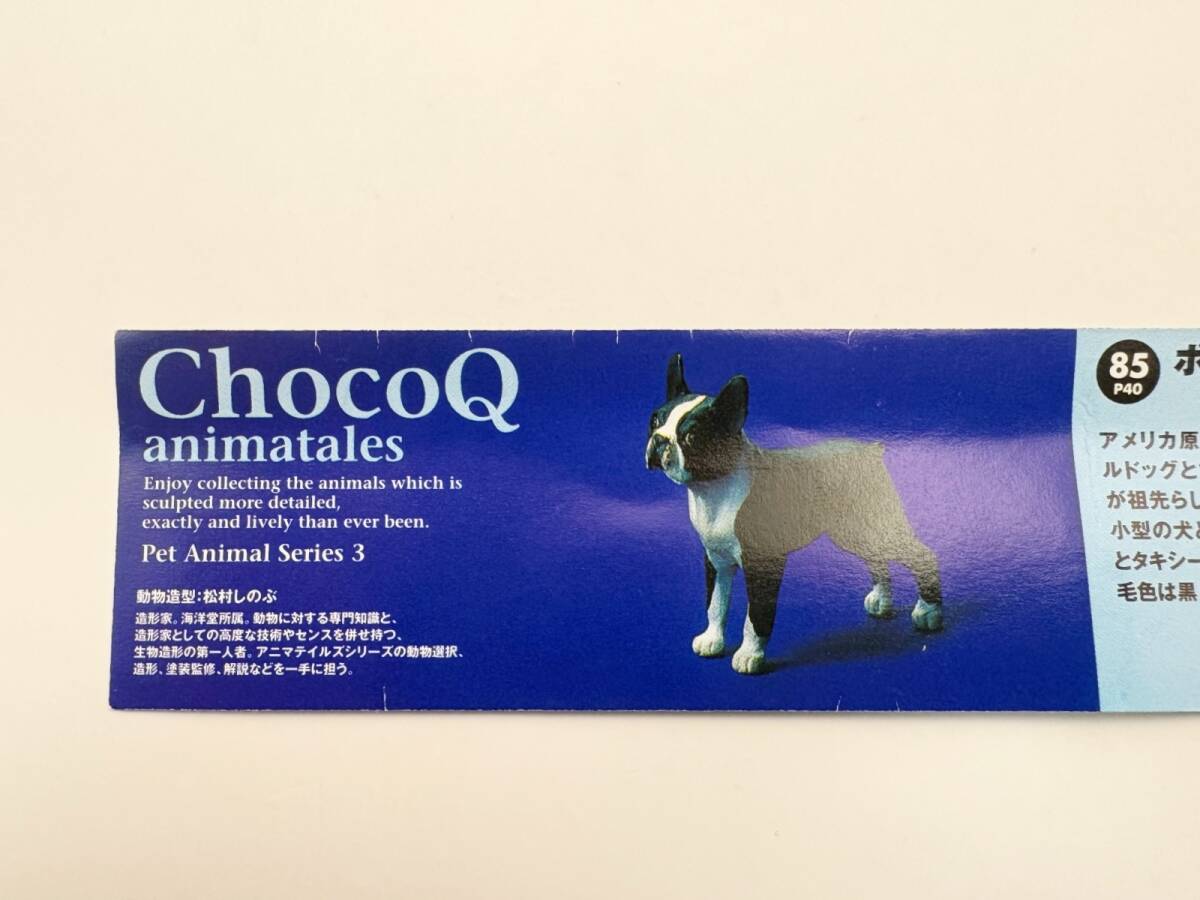 ChocoQ
animatales
Enjoy collecting the animals which is
sculpted more detailed,
exactly and lively than ever been.
Pet Animal Series 3
動物造型:松村しのぶ
造形家。海洋堂所属。動物に対する専門知識と、
造形家としての高度な技術やセンスを併せ持つ、
生物造形の第一人者。アニマテイルズシリーズの動物選択、
造形、塗装監修、解説などを一手に担う。
85
P40
ボ
アメリカ原
ルドッグと
が祖先らし
小型の犬と
とタキシー
毛色は黒